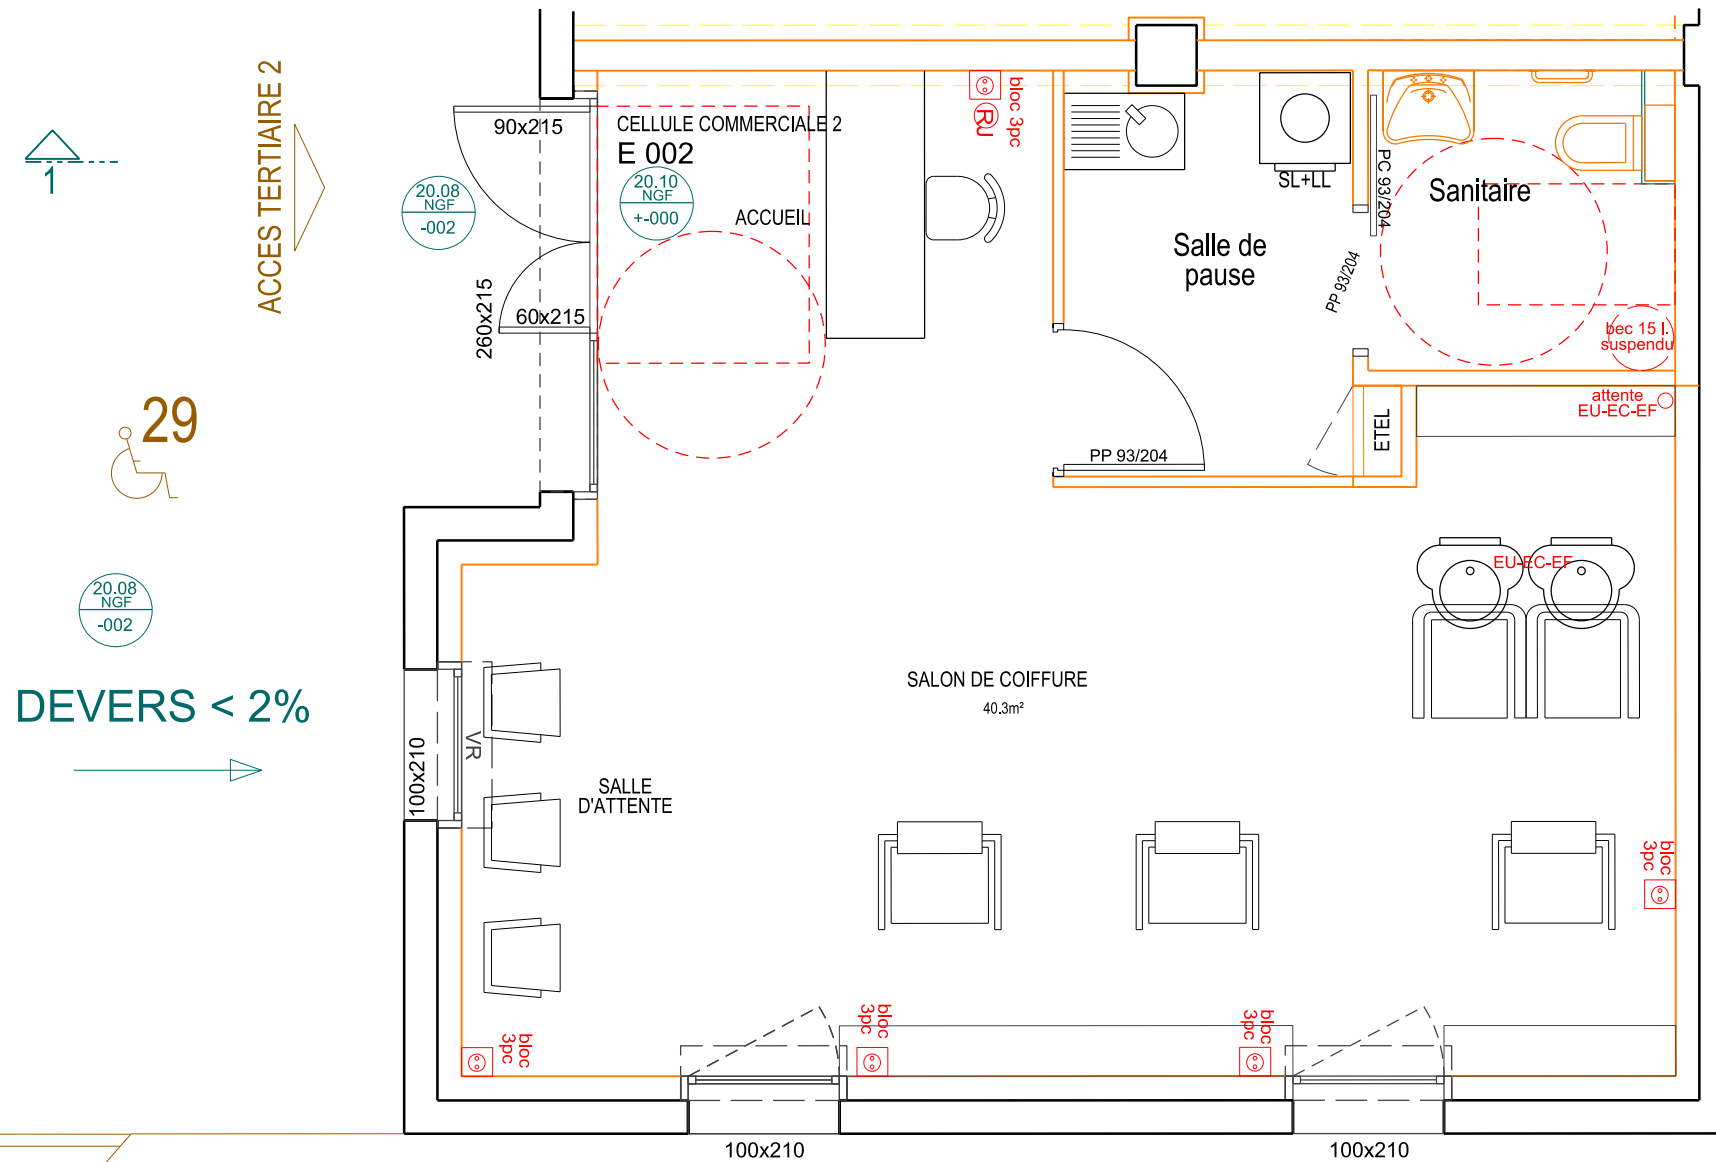 ACCES TERTIAIRE 2
1
90x215
CELLULE COMMERCIALE 2
E 002
20.08
NGF
-002
20.10
NGF
+-000
ACCUEIL
bloc 3pc
RJ
260x215
60x215
SL+LL
PC 93/204
Sanitaire
Salle de
pause
PP 93/204
bec 15 l.
suspendu
attente
EU-EC-EF
ETEL
PP 93/204
29
20.08
NGF
-002
DEVERS < 2%
EU-EC-EF
SALON DE COIFFURE
40.3m²
VR
100x210
SALLE
D'ATTENTE
bloc
3pc
bloc
3pc
bloc
3pc
bloc
3pc
100x210
100x210